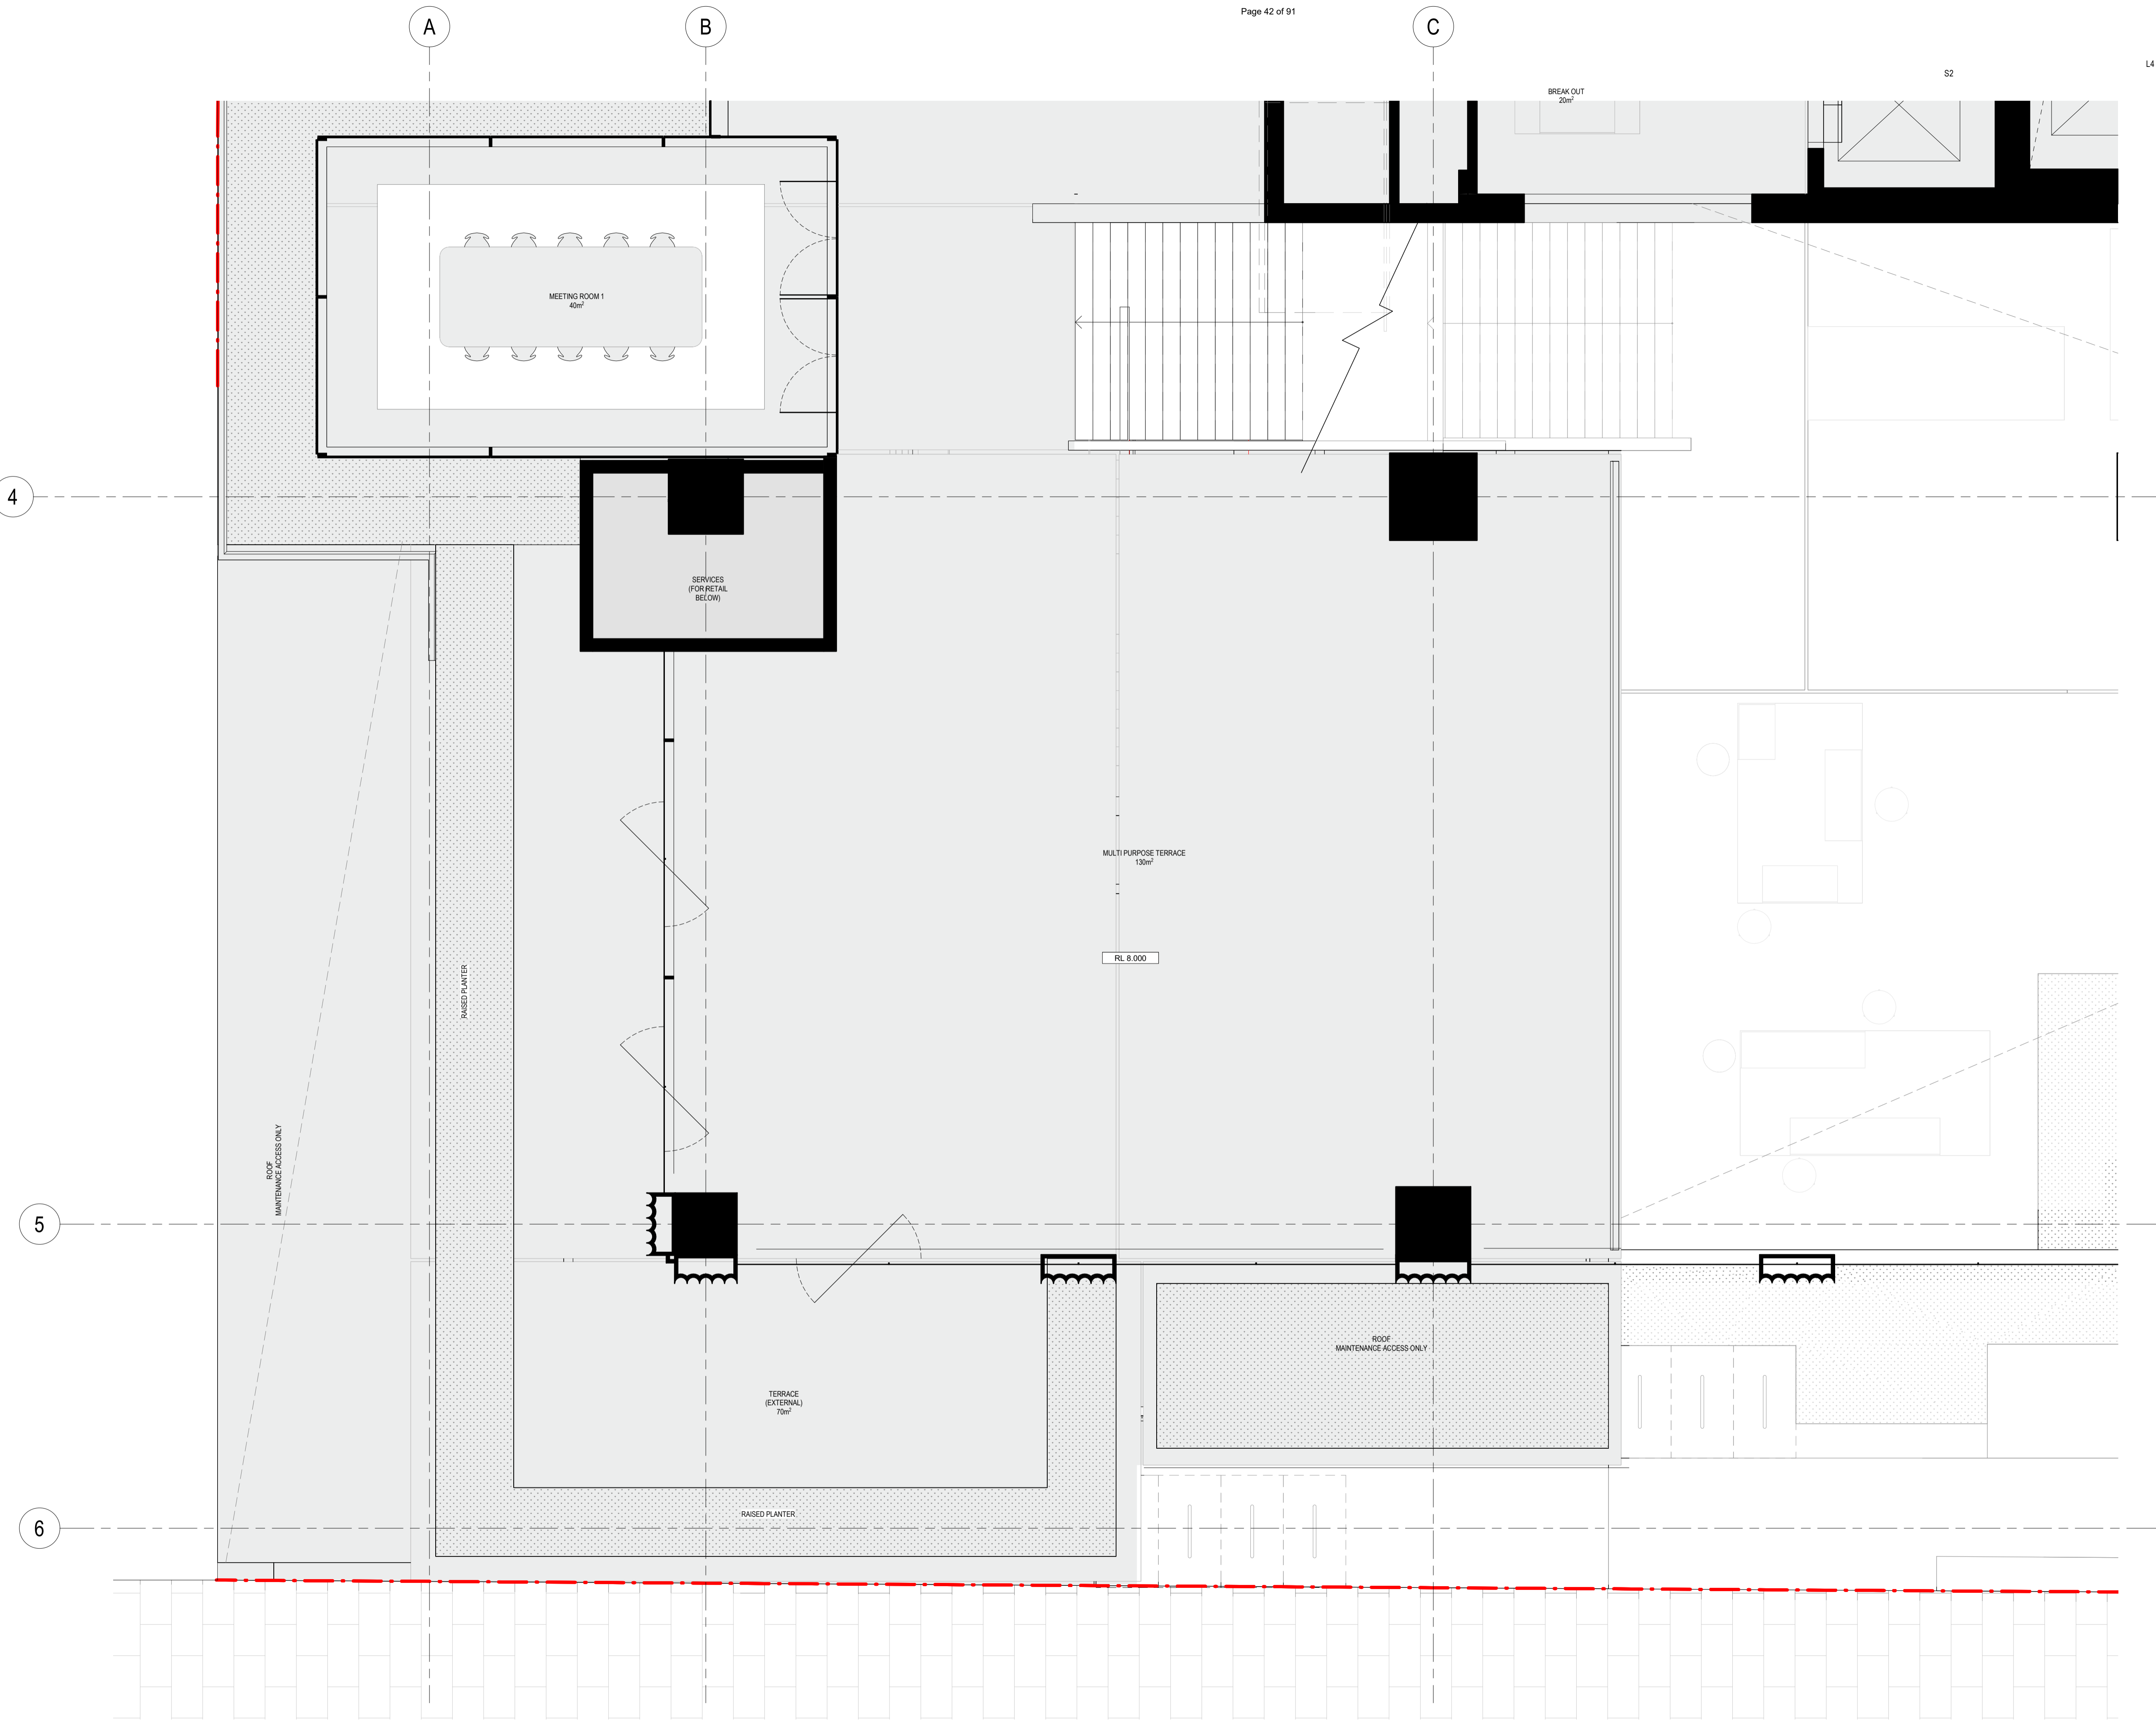 Page 42 of 91
A
B
C
L4
S2
BREAK OUT
20m²
MEETING ROOM 1
40m²
4
SERVICES
(FOR RETAIL
BELOW)
MULTI PURPOSE TERRACE
130m²
RL 8.000
RAISED PLANTER
ROOF
MAINTENANCE ACCESS ONLY
5
ROOF
MAINTENANCE ACCESS ONLY
TERRACE
(EXTERNAL)
70m²
RAISED PLANTER
6